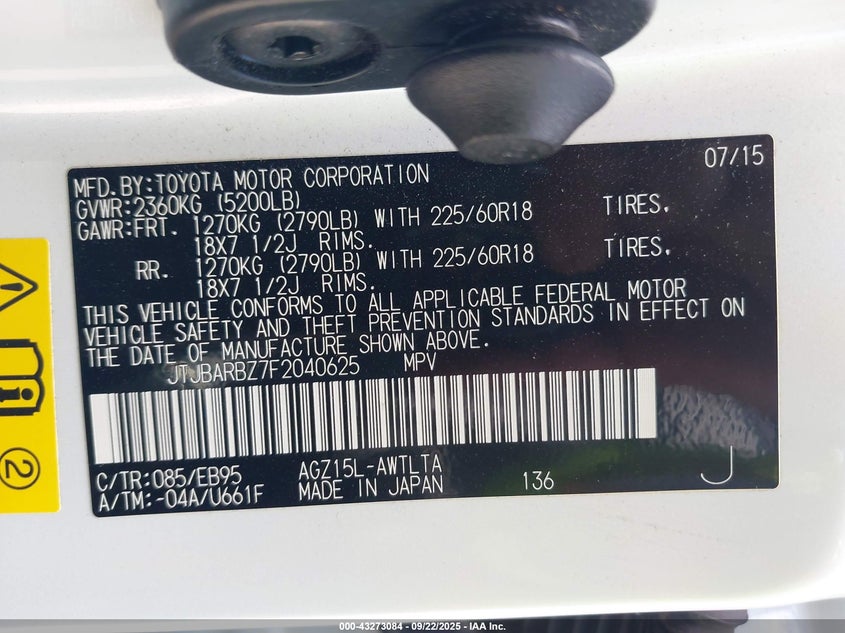 07/15
MFD.BY:TOYOTA MOTOR CORPORATION
GVWR:2360KG (5200LB)
GAWR:FRT. 1270KG (2790LB) WITH 225/60R18 TIRES.
18X7 1/2J RIMS.
RR. 1270KG (2790LB) WITH 225/60R18 TIRES.
18X7 1/2J RIMS.
THIS VEHICLE CONFORMS TO ALL APPLICABLE FEDERAL MOTOR
VEHICLE SAFETY AND THEFT PREVENTION STANDARDS IN EFFECT ON
THE DATE OF MANUFACTURE SHOWN ABOVE.
JTJBARBZ7F2040625 MPV
C/TR:085/EB95 AGZ15L-AWTLTA
A/TM:-04A/U661F MADE IN JAPAN 136 J
2
000-43273084 - 09/22/2025 - IAA Inc.